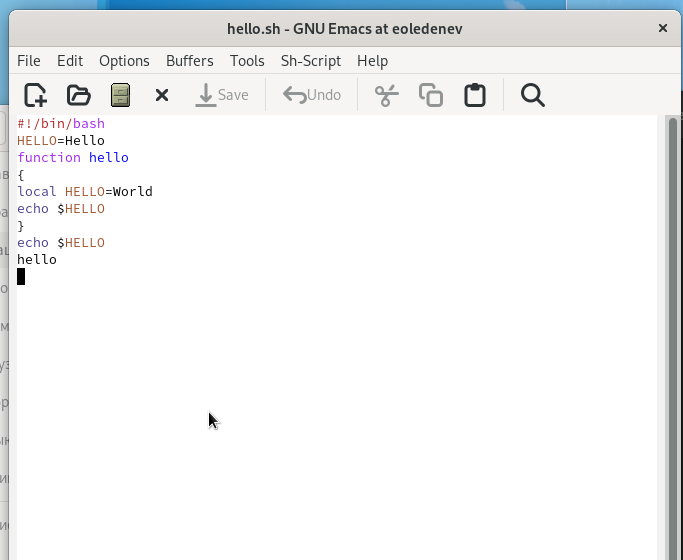 hello.sh - GNU Emacs at eoledenev
File Edit Options Buffers Tools Sh-Script Help
Save Undo
#!/bin/bash
HELLO=Hello
function hello
{
local HELLO=World
echo $HELLO
}
echo $HELLO
hello